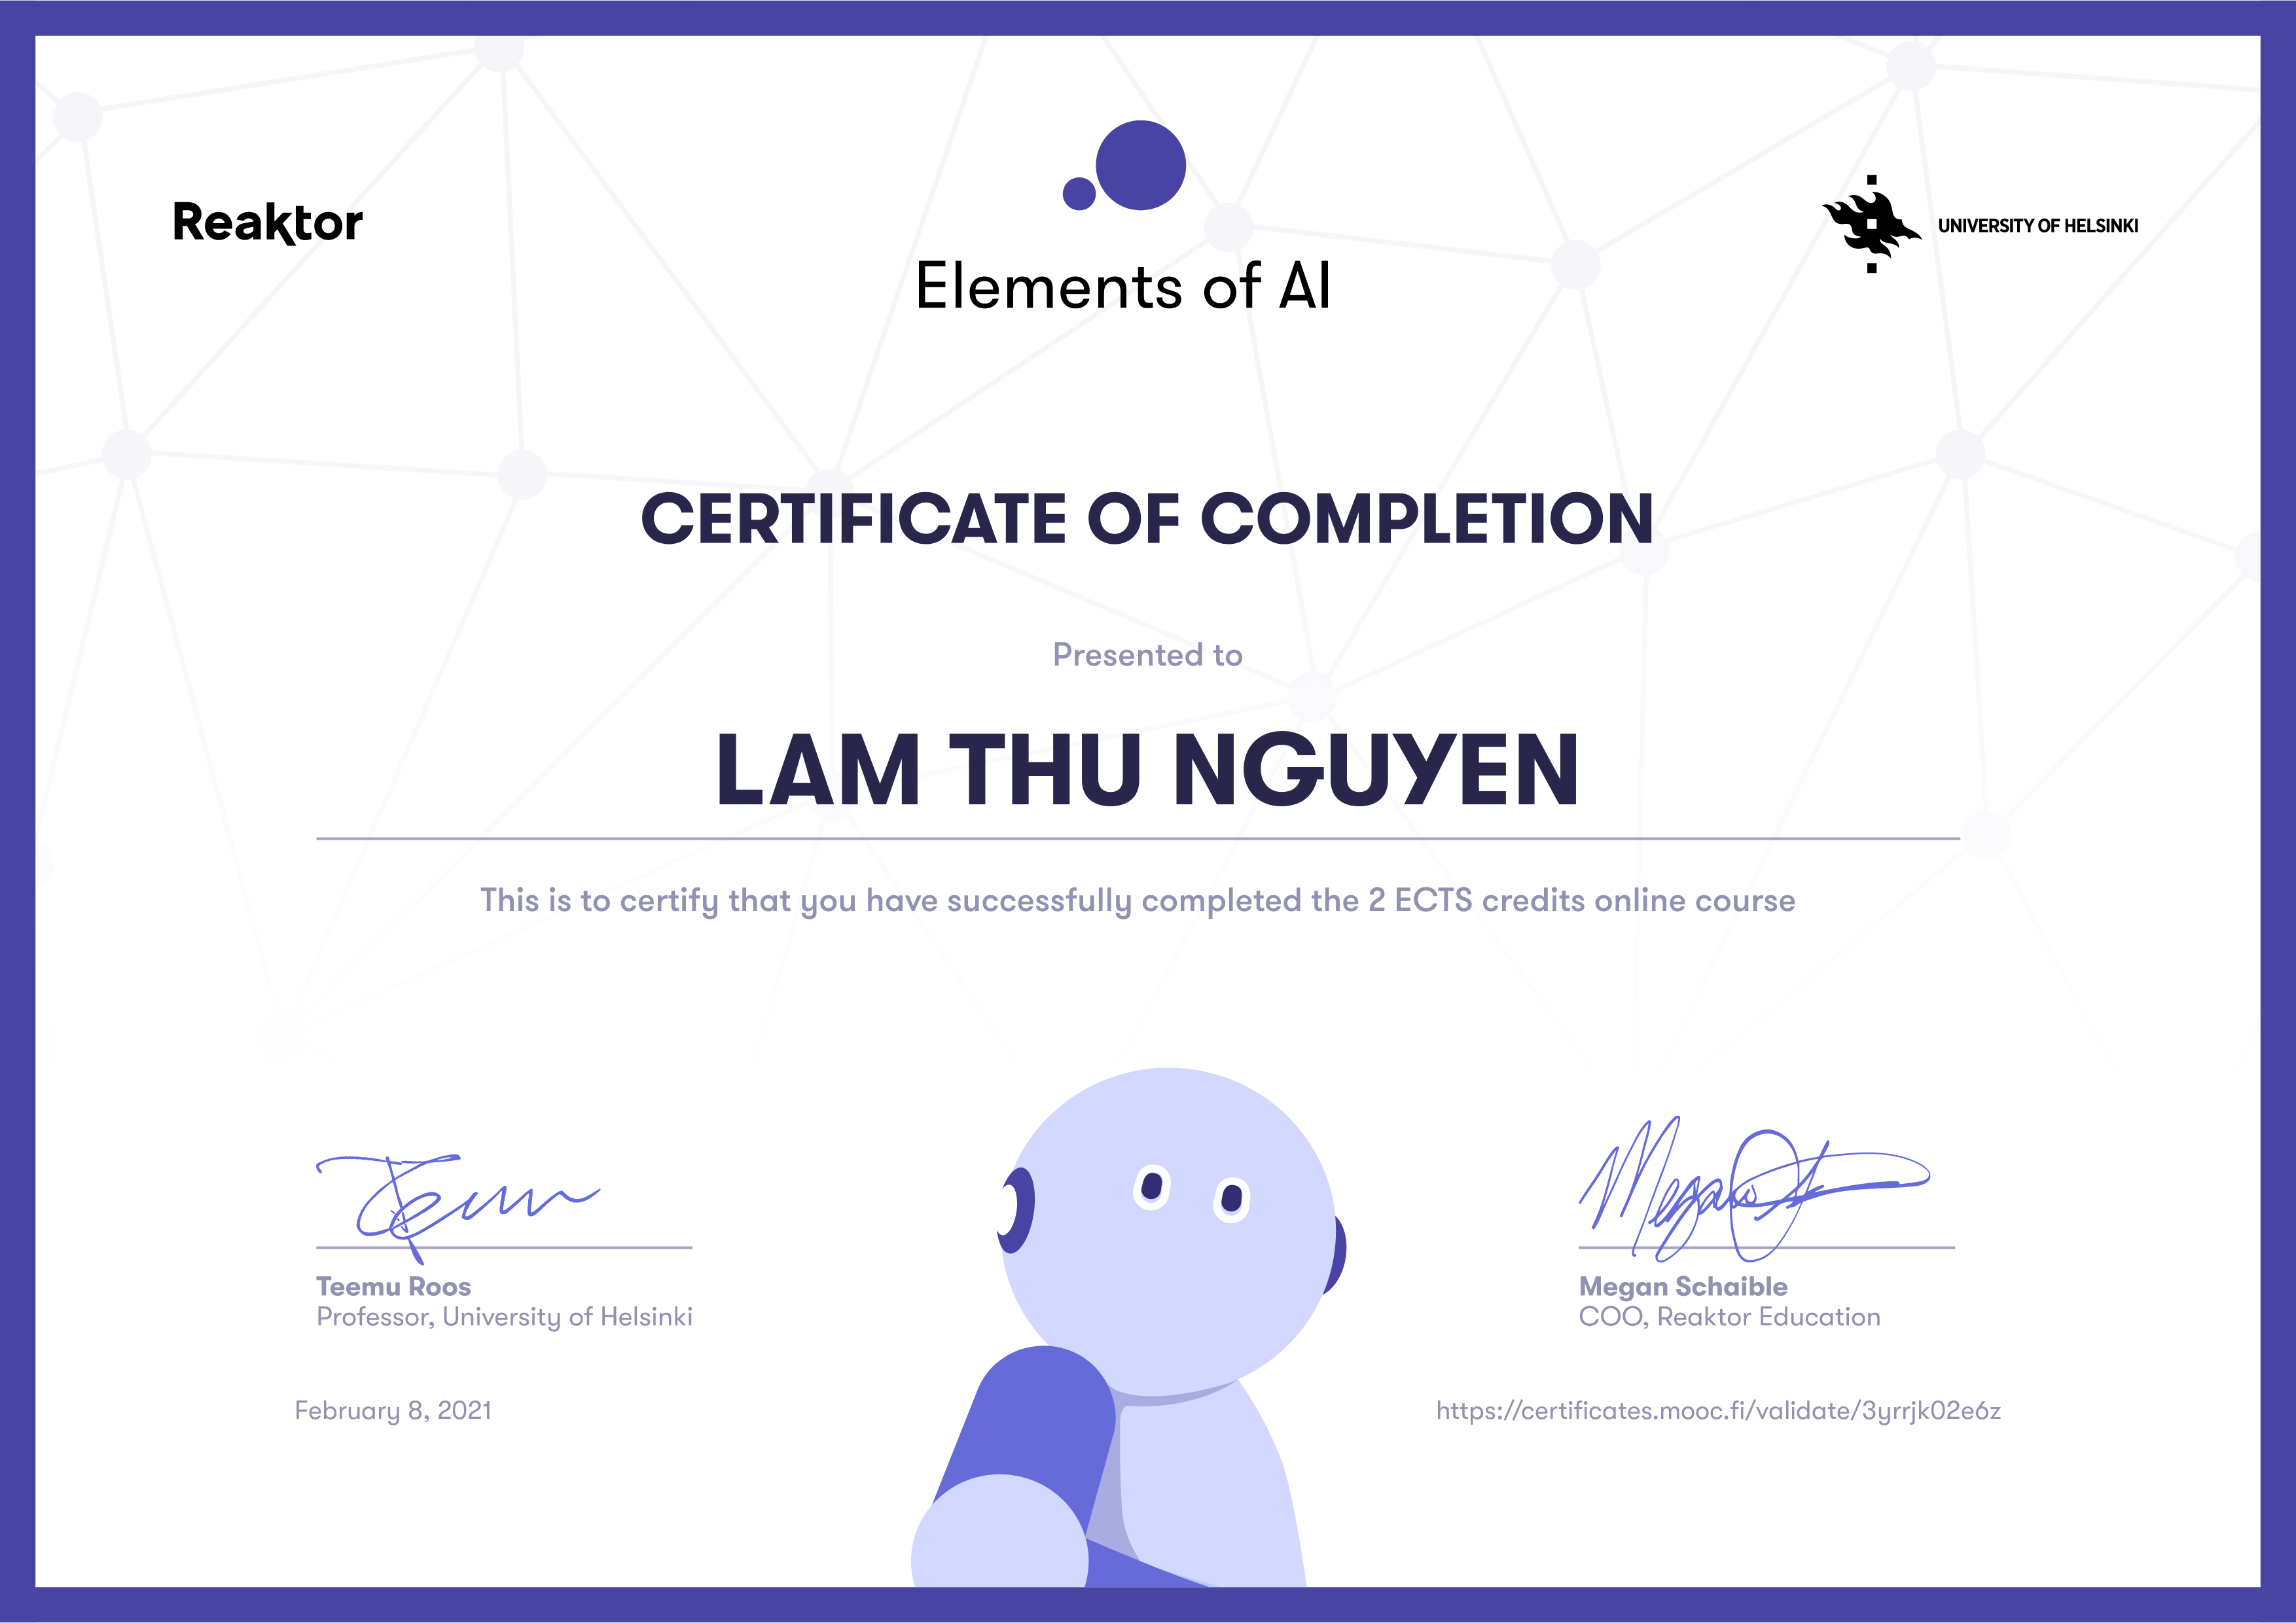 Reaktor
Elements of AI
UNIVERSITY OF HELSINKI
CERTIFICATE OF COMPLETION
Presented to
LAM THU NGUYEN
This is to certify that you have successfully completed the 2 ECTS credits online course
Teemu Roos
Professor, University of Helsinki
Megan Schaible
COO, Reaktor Education
February 8, 2021
https://certificates.mooc.fi/validate/3yrrjk02e6z